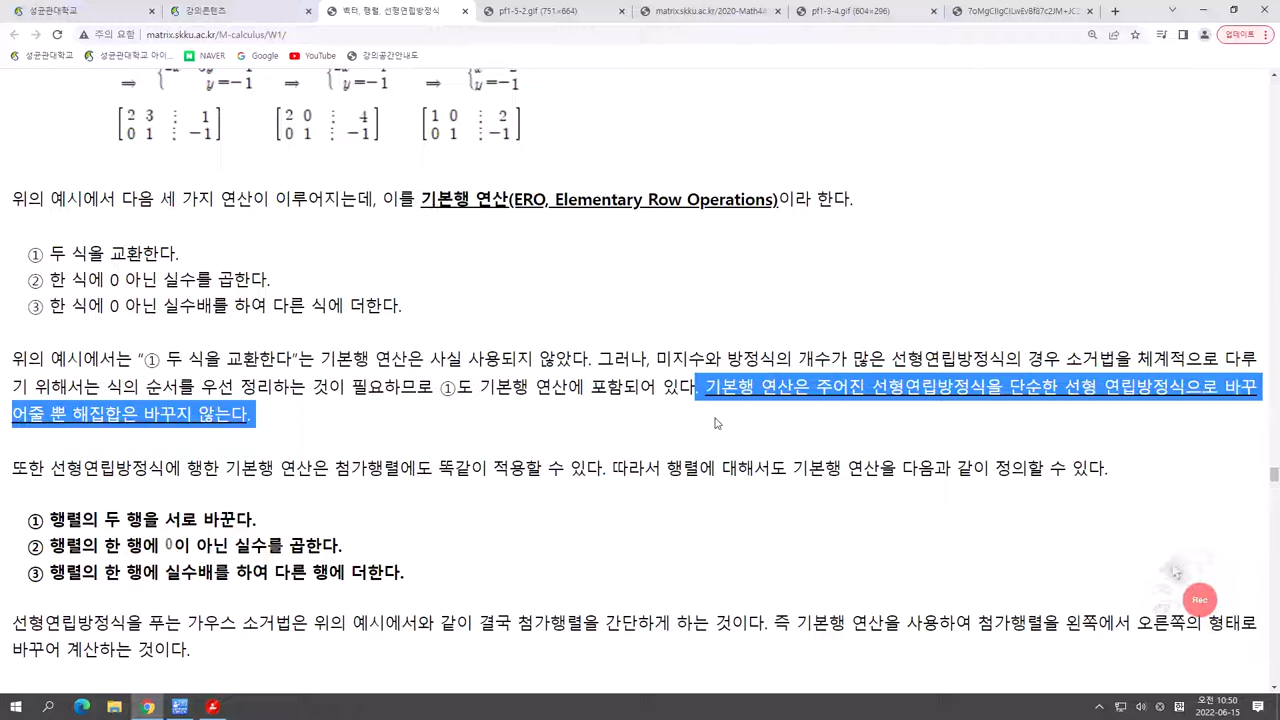 성균관대학교
강의콘텐츠
벡터, 행렬, 선형연립방정식
pf1-5-2.gif (751×664)
matrix.skku.ac.kr/2020-Math4
pf1-3-4.gif (604×296)
주의 요함 matrix.skku.ac.kr/M-calculus/W1/
업데이트
성균관대학교 성균관대학교 아이... NAVER Google YouTube 강의공간안내도
⇒ y=−1 ⇒ y=−1 ⇒ y=−1
2 3 ⋮ 1 2 0 ⋮ 4 1 0 ⋮ 2
0 1 ⋮ −1 0 1 ⋮ −1 0 1 ⋮ −1
위의 예시에서 다음 세 가지 연산이 이루어지는데, 이를 기본행 연산(ERO, Elementary Row Operations)이라 한다.
① 두 식을 교환한다.
② 한 식에 0 아닌 실수를 곱한다.
③ 한 식에 0 아닌 실수배를 하여 다른 식에 더한다.
위의 예시에서는 “① 두 식을 교환한다”는 기본행 연산은 사실 사용되지 않았다. 그러나, 미지수와 방정식의 개수가 많은 선형연립방정식의 경우 소거법을 체계적으로 다루
기 위해서는 식의 순서를 우선 정리하는 것이 필요하므로 ①도 기본행 연산에 포함되어 있다. 기본행 연산은 주어진 선형연립방정식을 단순한 선형 연립방정식으로 바꾸
어줄 뿐 해집합은 바꾸지 않는다.
또한 선형연립방정식에 행한 기본행 연산은 첨가행렬에도 똑같이 적용할 수 있다. 따라서 행렬에 대해서도 기본행 연산을 다음과 같이 정의할 수 있다.
① 행렬의 두 행을 서로 바꾼다.
② 행렬의 한 행에 0이 아닌 실수를 곱한다.
③ 행렬의 한 행에 실수배를 하여 다른 행에 더한다.
Rec
선형연립방정식을 푸는 가우스 소거법은 위의 예시에서와 같이 결국 첨가행렬을 간단하게 하는 것이다. 즉 기본행 연산을 사용하여 첨가행렬을 왼쪽에서 오른쪽의 형태로
바꾸어 계산하는 것이다.
오전 10:50
2022-06-15